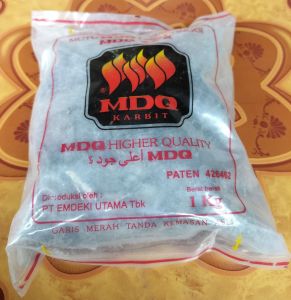 MDQ
KARBIT
MDQ HIGHER QUALITY
MDQ أعلى جودة
PATEN
Diproduksi oleh :
PT EMDEKI UTAMA Tbk
Berat bersih
1 Kg
GARIS MERAH TANDA KEMASAN